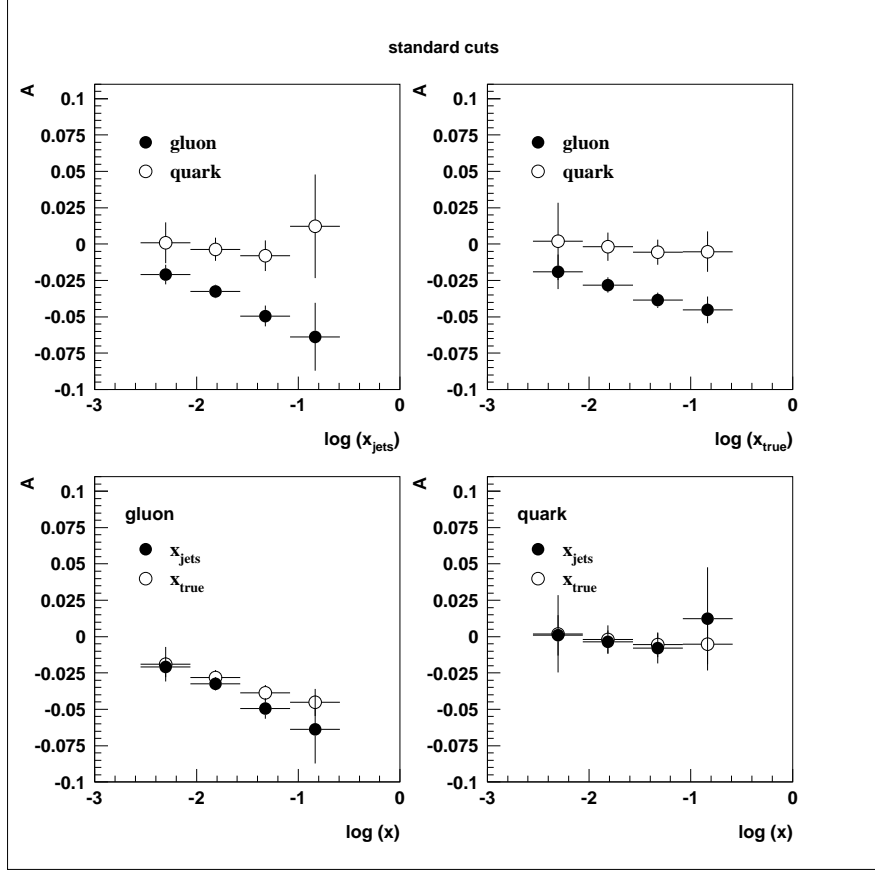 standard cuts
A
0.1
0.075
0.05
0.025
0
-0.025
-0.05
-0.075
-0.1
gluon
quark
-3 -2 -1 0
log (x_jets)
A
0.1
0.075
0.05
0.025
0
-0.025
-0.05
-0.075
-0.1
gluon
quark
-3 -2 -1 0
log (x_true)
A
0.1
0.075
0.05
0.025
0
-0.025
-0.05
-0.075
-0.1
gluon
x_jets
x_true
-3 -2 -1 0
log (x)
A
0.1
0.075
0.05
0.025
0
-0.025
-0.05
-0.075
-0.1
quark
x_jets
x_true
-3 -2 -1 0
log (x)